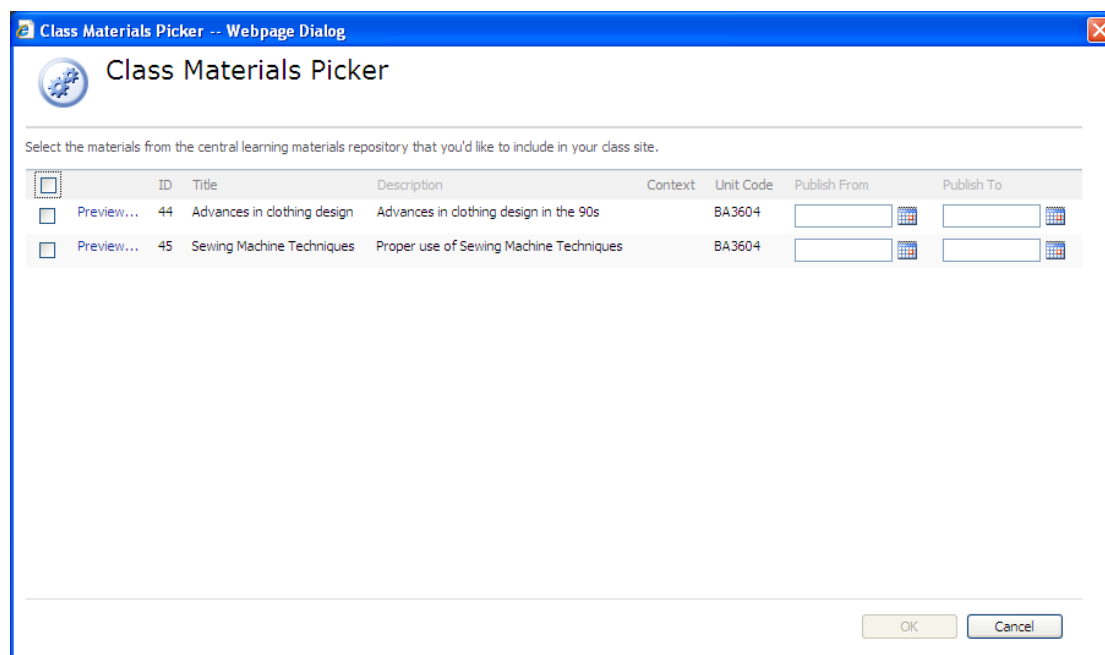 Class Materials Picker -- Webpage Dialog
Class Materials Picker
Select the materials from the central learning materials repository that you'd like to include in your class site.
ID Title Description Context Unit Code Publish From Publish To
Preview... 44 Advances in clothing design Advances in clothing design in the 90s BA3604
Preview... 45 Sewing Machine Techniques Proper use of Sewing Machine Techniques BA3604
OK Cancel